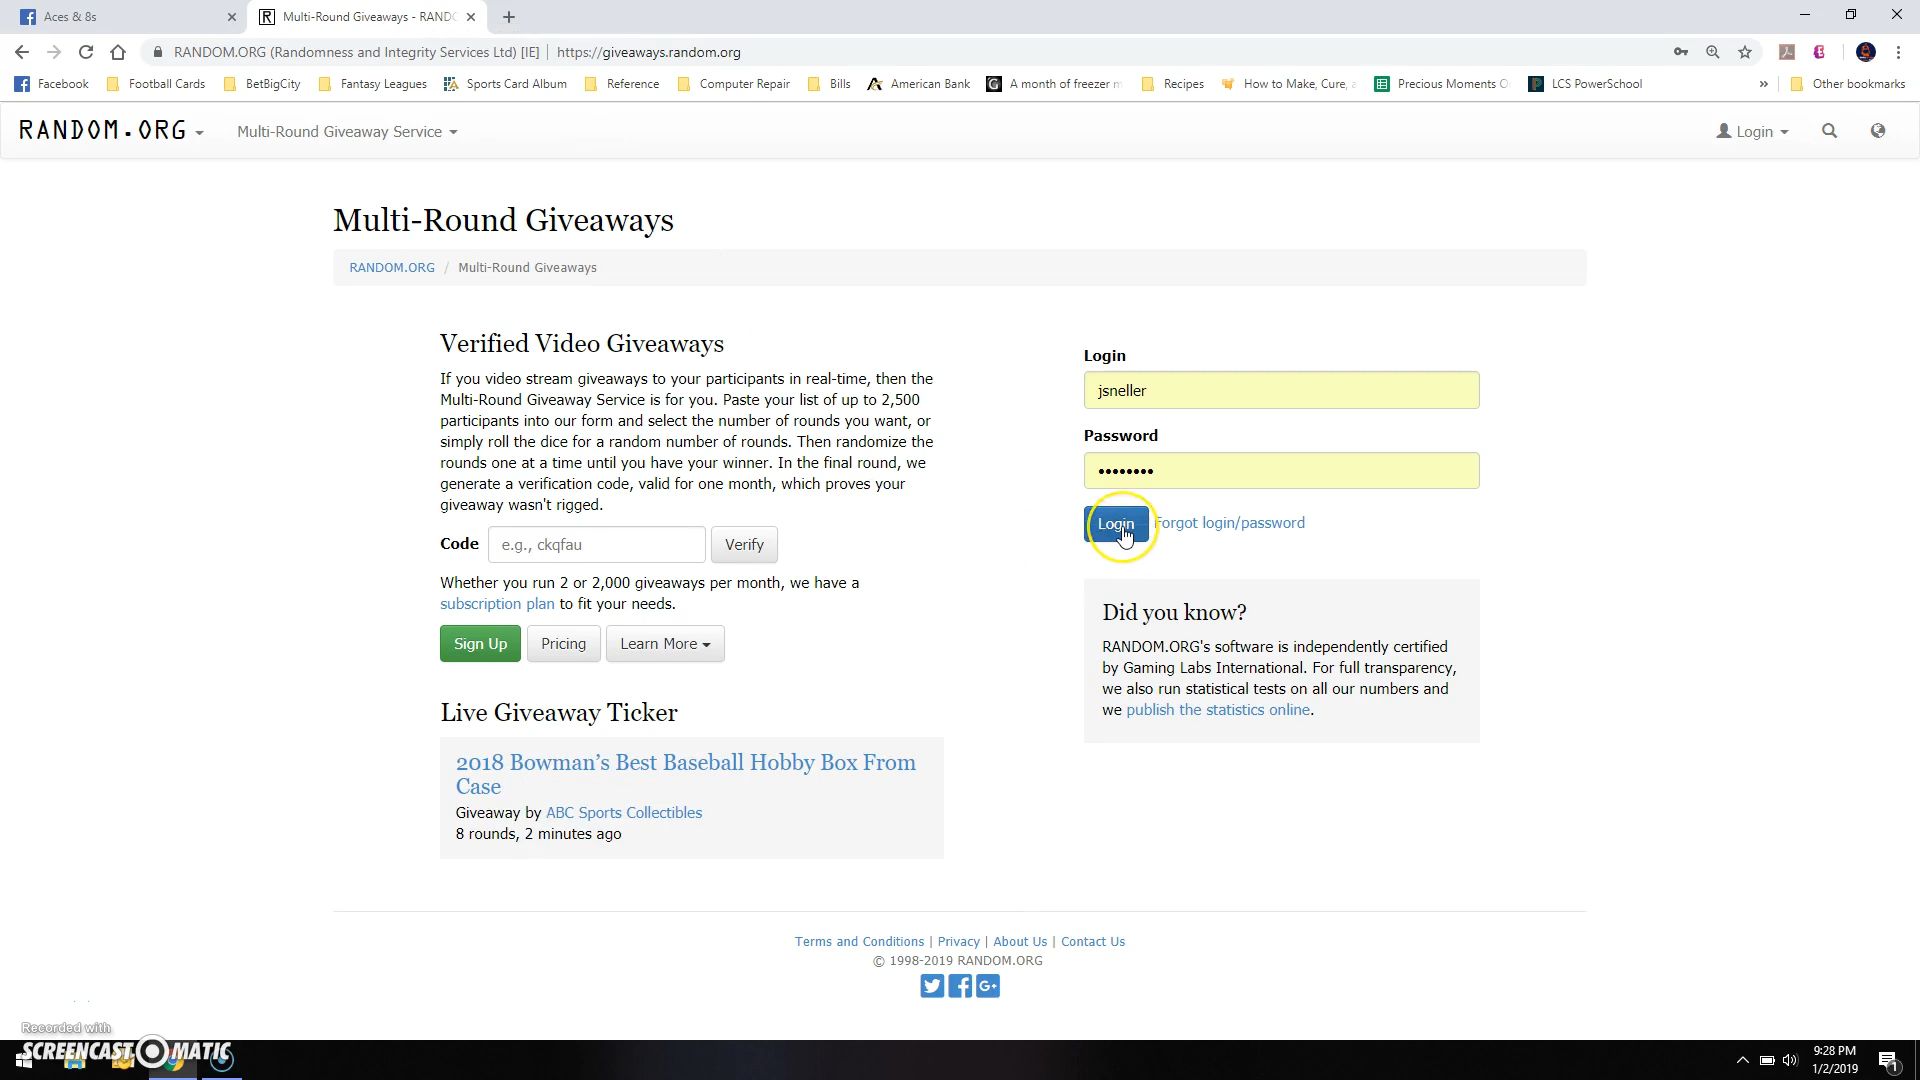 Aces & 8s
Multi-Round Giveaways - RANDO
RANDOM.ORG (Randomness and Integrity Services Ltd) [IE] | https://giveaways.random.org
Facebook Football Cards BetBigCity Fantasy Leagues Sports Card Album Reference Computer Repair Bills American Bank A month of freezer m Recipes How to Make, Cure, a Precious Moments O LCS PowerSchool » Other bookmarks
RANDOM.ORG Multi-Round Giveaway Service Login
Multi-Round Giveaways
RANDOM.ORG / Multi-Round Giveaways
Verified Video Giveaways
If you video stream giveaways to your participants in real-time, then the
Multi-Round Giveaway Service is for you. Paste your list of up to 2,500
participants into our form and select the number of rounds you want, or
simply roll the dice for a random number of rounds. Then randomize the
rounds one at a time until you have your winner. In the final round, we
generate a verification code, valid for one month, which proves your
giveaway wasn't rigged.
Code e.g., ckqfau Verify
Whether you run 2 or 2,000 giveaways per month, we have a
subscription plan to fit your needs.
Sign Up Pricing Learn More
Live Giveaway Ticker
2018 Bowman's Best Baseball Hobby Box From
Case
Giveaway by ABC Sports Collectibles
8 rounds, 2 minutes ago
Login
jsneller
Password
••••••••
Login Forgot login/password
Did you know?
RANDOM.ORG's software is independently certified
by Gaming Labs International. For full transparency,
we also run statistical tests on all our numbers and
we publish the statistics online.
Terms and Conditions | Privacy | About Us | Contact Us
© 1998-2019 RANDOM.ORG
Recorded with
SCREENCAST MATIC
9:28 PM
1/2/2019
1